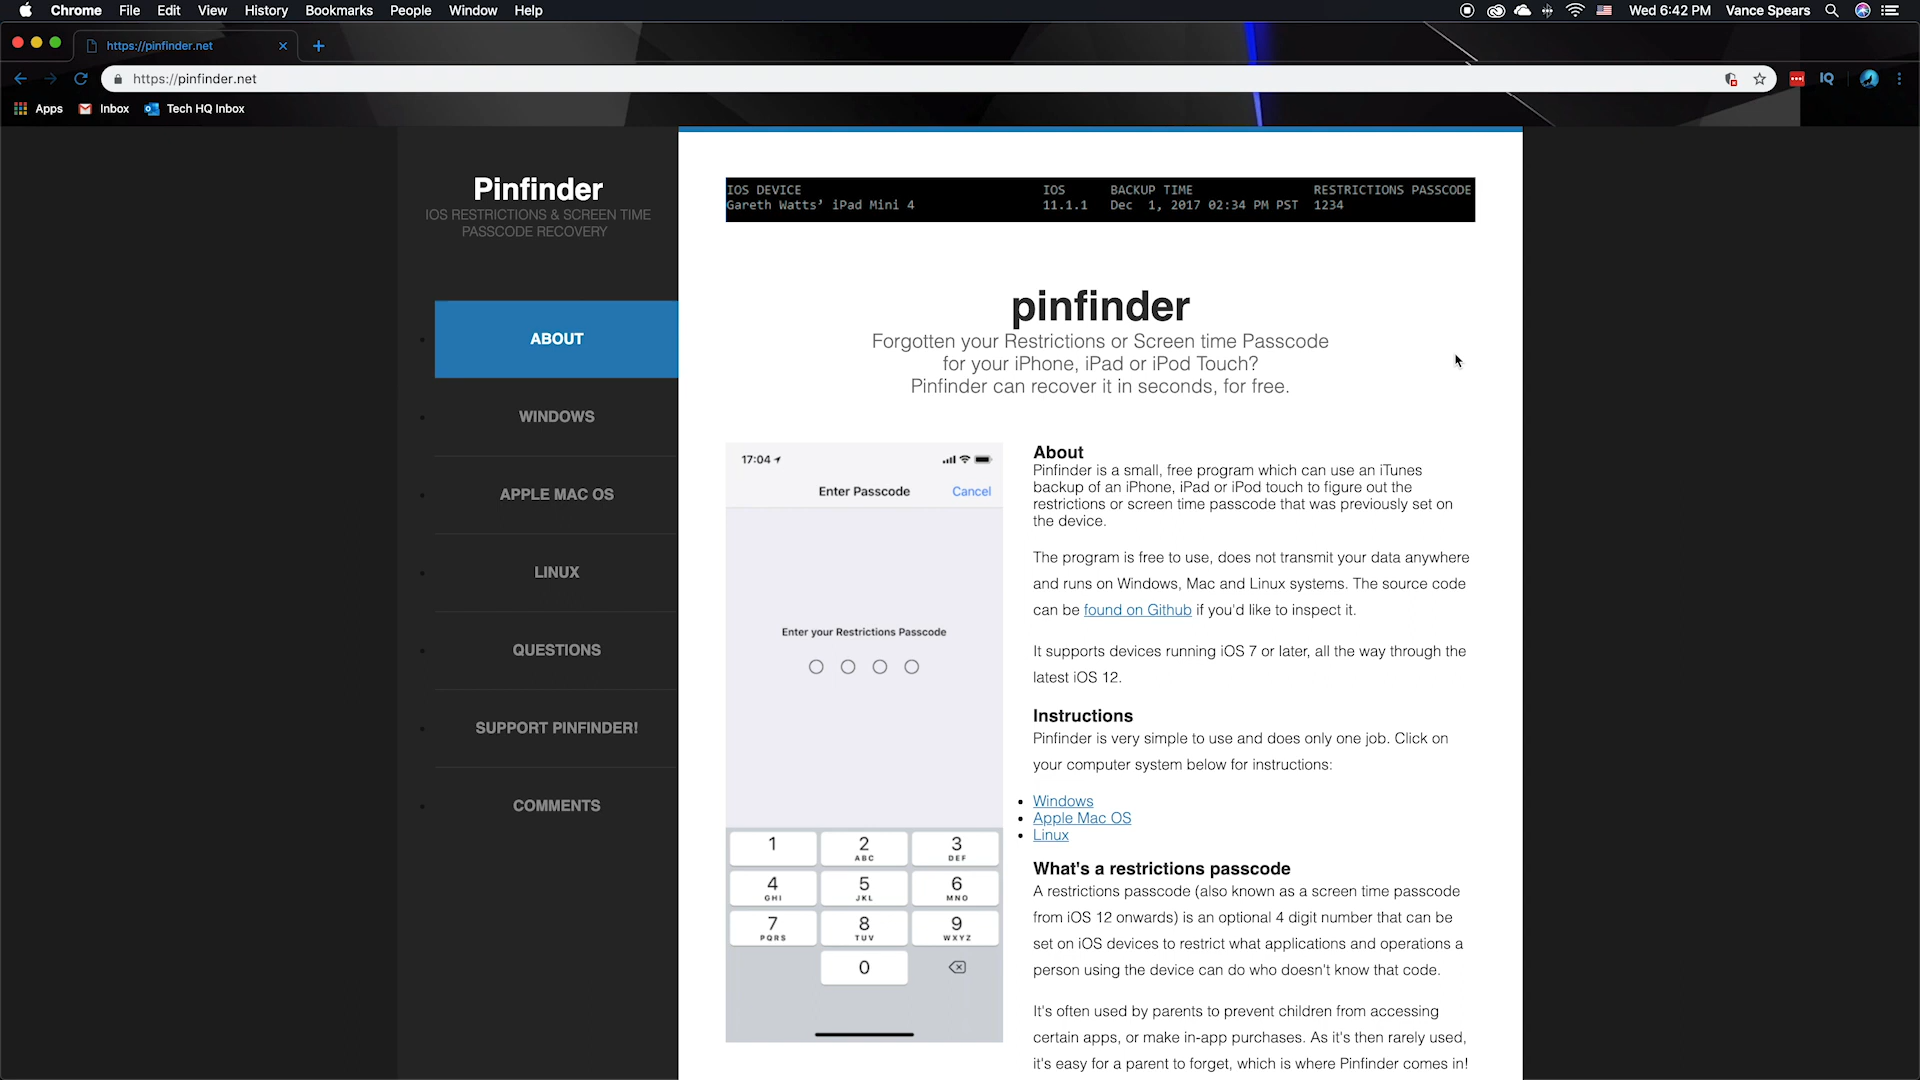 Chrome File Edit View History Bookmarks People Window Help
Wed 6:42 PM Vance Spears
https://pinfinder.net
https://pinfinder.net
IQ
Apps Inbox Tech HQ Inbox
Pinfinder
IOS RESTRICTIONS & SCREEN TIME
PASSCODE RECOVERY
ABOUT
WINDOWS
APPLE MAC OS
LINUX
QUESTIONS
SUPPORT PINFINDER!
COMMENTS
IOS DEVICE IOS BACKUP TIME RESTRICTIONS PASSCODE
Gareth Watts’ iPad Mini 4 11.1.1 Dec 1, 2017 02:34 PM PST 1234
pinfinder
Forgotten your Restrictions or Screen time Passcode
for your iPhone, iPad or iPod Touch?
Pinfinder can recover it in seconds, for free.
17:04
Enter Passcode Cancel
Enter your Restrictions Passcode
1 2 3
ABC DEF
4 5 6
GHI JKL MNO
7 8 9
PQRS TUV WXYZ
0
About
Pinfinder is a small, free program which can use an iTunes
backup of an iPhone, iPad or iPod touch to figure out the
restrictions or screen time passcode that was previously set on
the device.
The program is free to use, does not transmit your data anywhere
and runs on Windows, Mac and Linux systems. The source code
can be found on Github if you'd like to inspect it.
It supports devices running iOS 7 or later, all the way through the
latest iOS 12.
Instructions
Pinfinder is very simple to use and does only one job. Click on
your computer system below for instructions:
Windows
Apple Mac OS
Linux
What's a restrictions passcode
A restrictions passcode (also known as a screen time passcode
from iOS 12 onwards) is an optional 4 digit number that can be
set on iOS devices to restrict what applications and operations a
person using the device can do who doesn't know that code.
It's often used by parents to prevent children from accessing
certain apps, or make in-app purchases. As it's then rarely used,
it's easy for a parent to forget, which is where Pinfinder comes in!